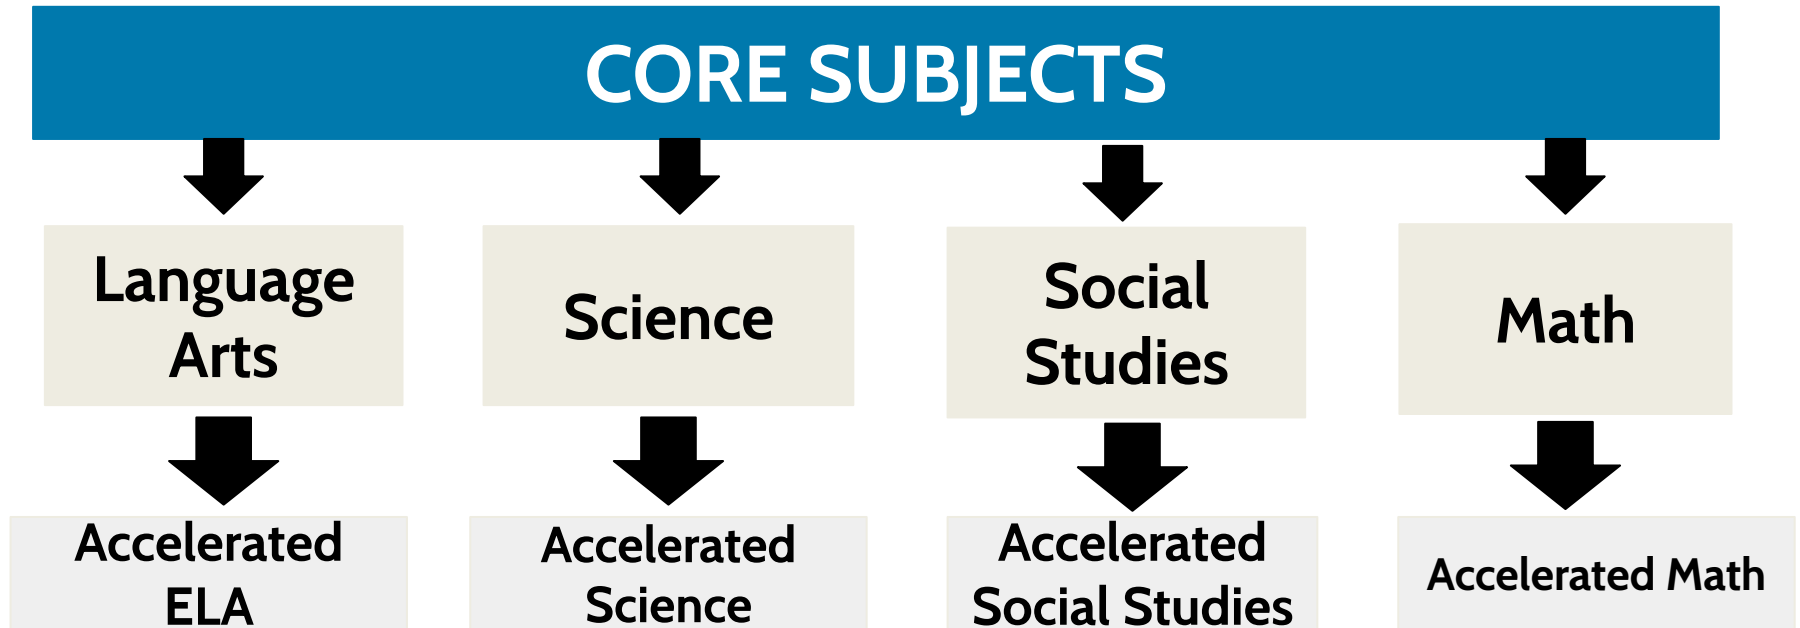 CORE SUBJECTS
Language
Arts
Science
Social
Studies
Math
Accelerated
ELA
Accelerated
Science
Accelerated
Social Studies
Accelerated Math